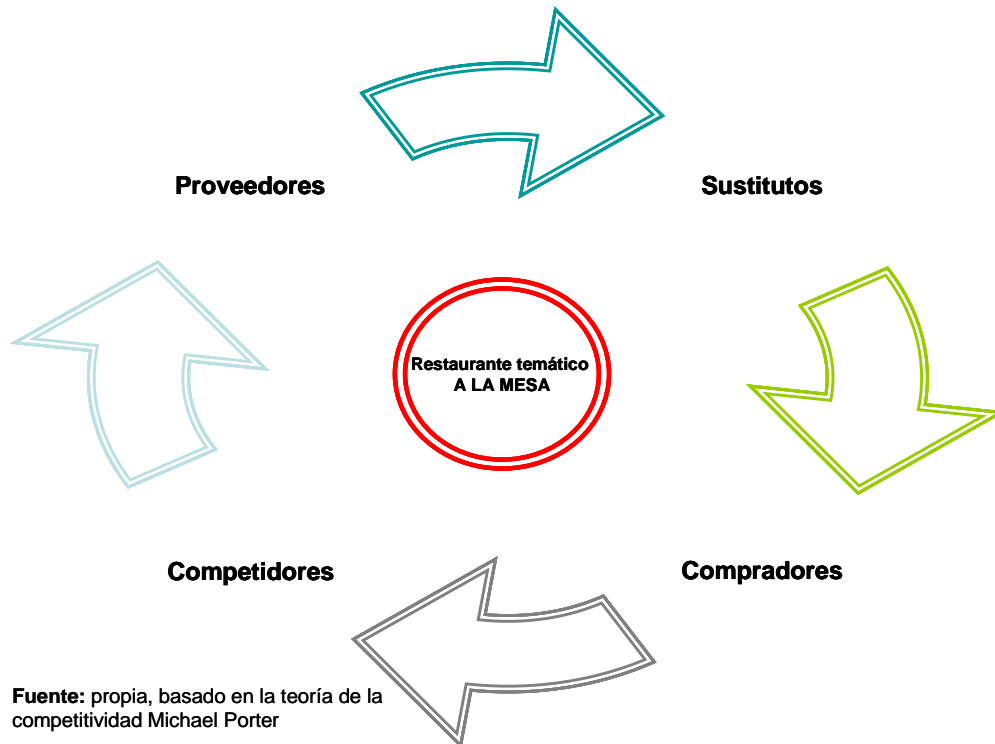 Proveedores
Sustitutos
Restaurante temático
A LA MESA
Competidores
Compradores
Fuente: propia, basado en la teoría de la
competitividad Michael Porter